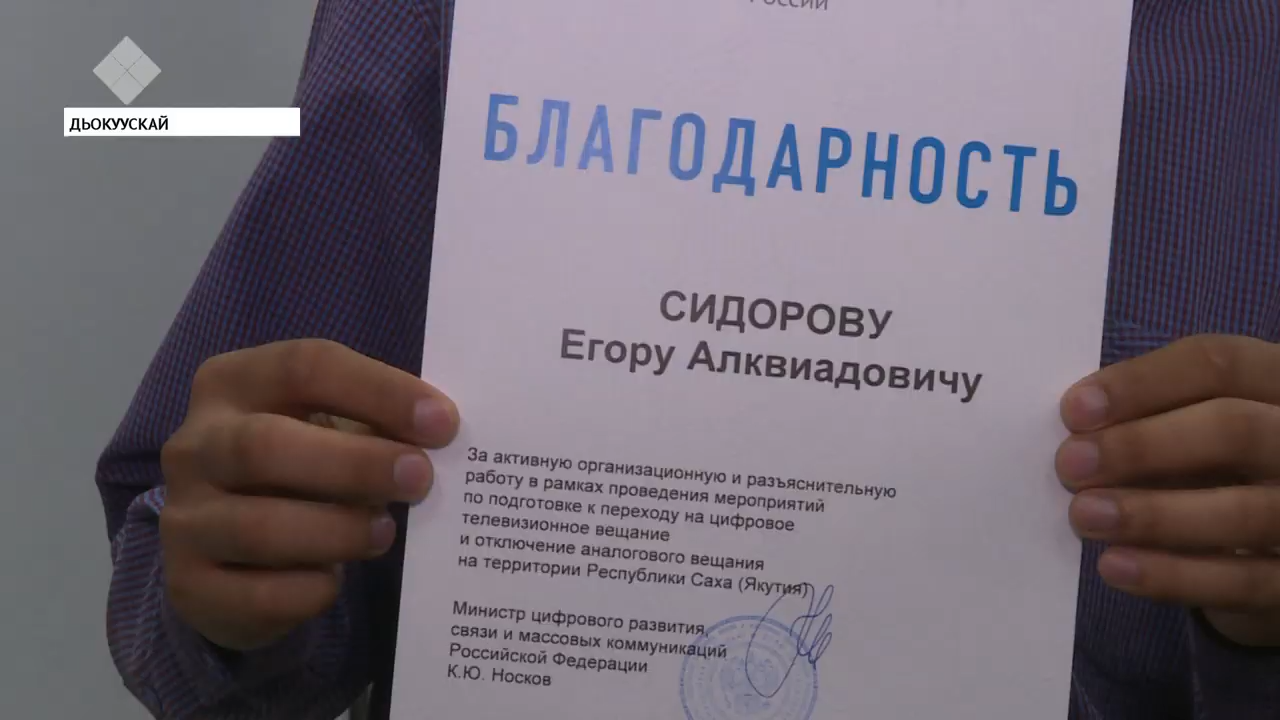 России
ДЬОКУУСКАЙ
БЛАГОДАРНОСТЬ
СИДОРОВУ
Егору Алквиадовичу
За активную организационную и разъяснительную
работу в рамках проведения мероприятий
по подготовке к переходу на цифровое
телевизионное вещание
и отключение аналогового вещания
на территории Республики Саха (Якутия)
Министр цифрового развития,
связи и массовых коммуникаций
Российской Федерации
К.Ю. Носков